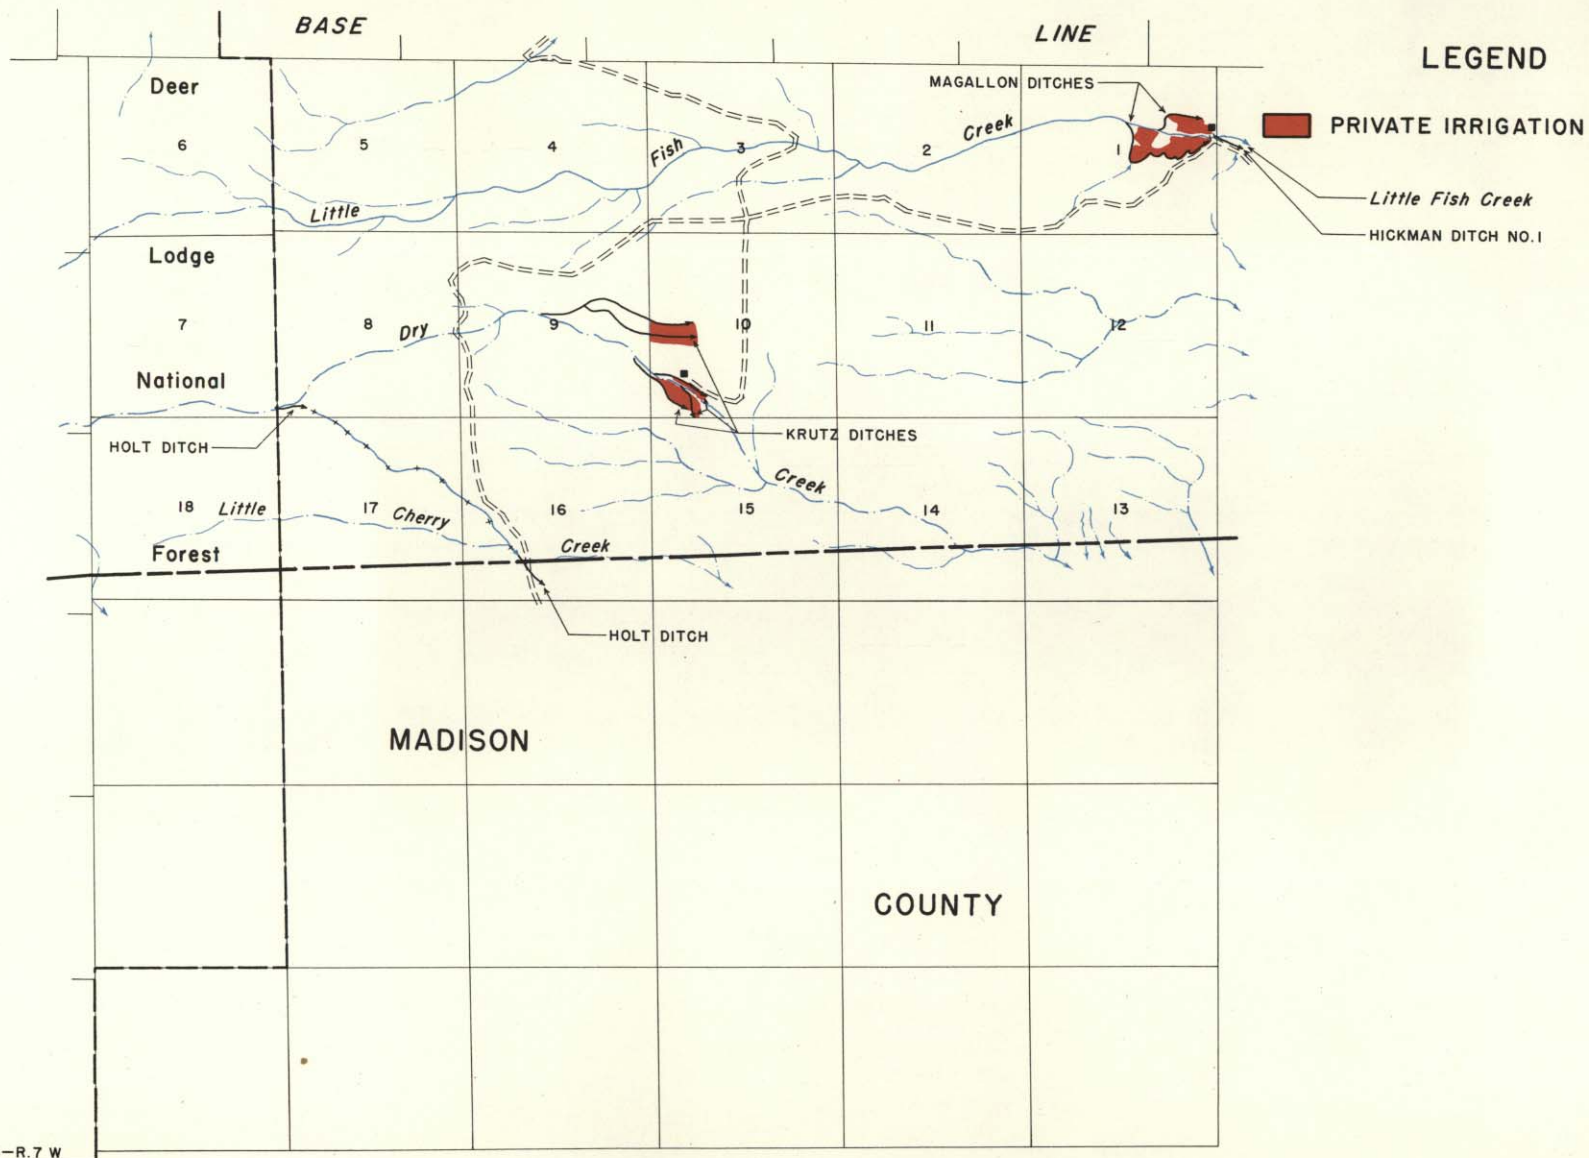 BASE LINE
LEGEND
PRIVATE IRRIGATION
MAGALLON DITCHES
Deer
6 5 4 3 2 1
Little Fish Creek
Little Fish Creek
HICKMAN DITCH NO.1
Lodge
7 8 9 10 11 12
Dry Creek
National
HOLT DITCH
KRUTZ DITCHES
18 17 16 15 14 13
Little Cherry Creek
Forest
HOLT DITCH
MADISON
COUNTY
—R.7 W